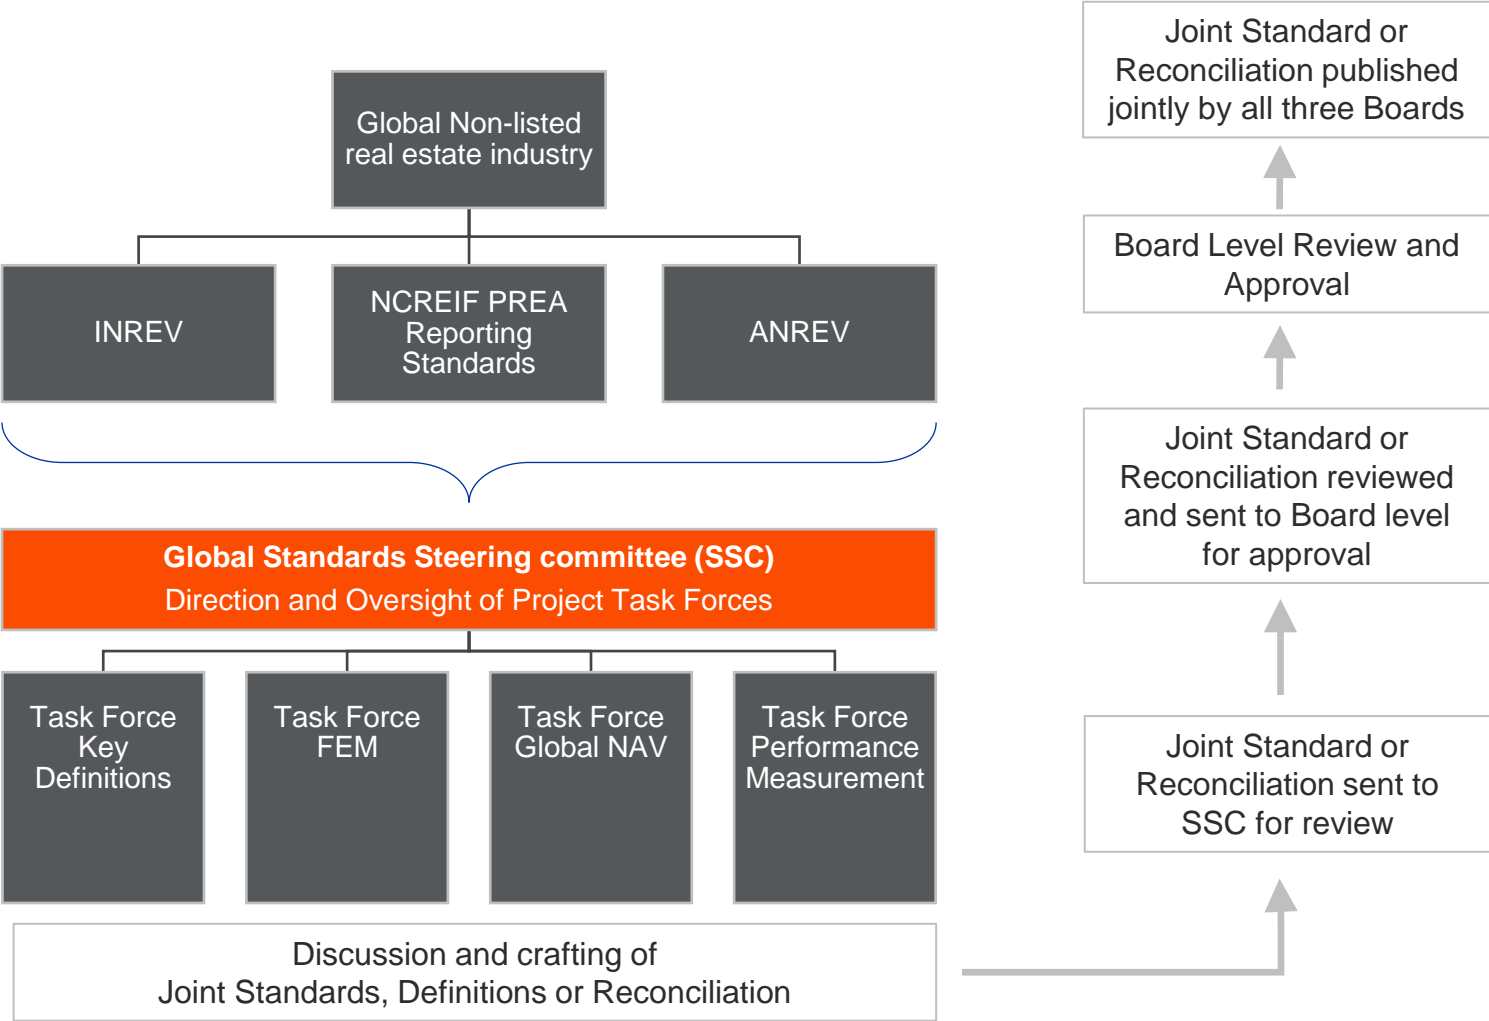 Global Non-listed
real estate industry
INREV
NCREIF PREA
Reporting
Standards
ANREV
Global Standards Steering committee (SSC)
Direction and Oversight of Project Task Forces
Task Force
Key
Definitions
Task Force
FEM
Task Force
Global NAV
Task Force
Performance
Measurement
Discussion and crafting of
Joint Standards, Definitions or Reconciliation
Joint Standard or
Reconciliation published
jointly by all three Boards
Board Level Review and
Approval
Joint Standard or
Reconciliation reviewed
and sent to Board level
for approval
Joint Standard or
Reconciliation sent to
SSC for review